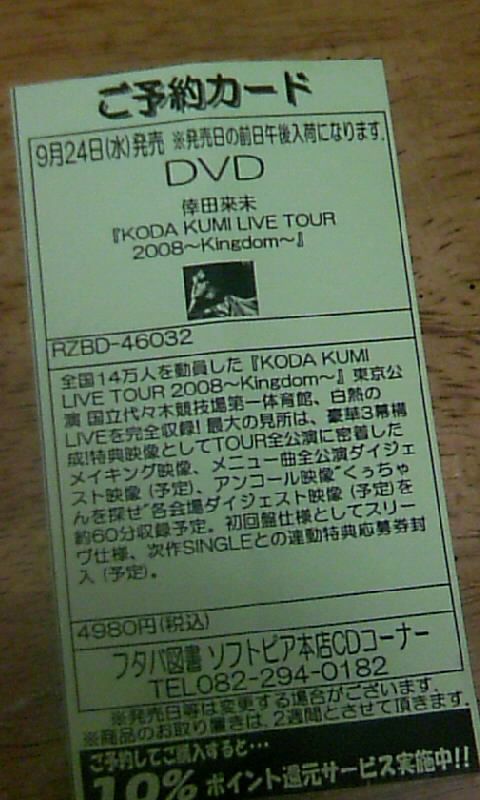 ご予約カード
9月24日(水)発売 ※発売日の前日午後入荷になります.
DVD
倖田來未
『KODA KUMI LIVE TOUR
2008～Kingdom～』
RZBD-46032
全国14万人を動員した『KODA KUMI
LIVE TOUR 2008～Kingdom～』東京公
演 国立代々木競技場第一体育館、白熱の
LIVEを完全収録! 最大の見所は、豪華3幕構
成!特典映像としてTOUR全公演に密着した
メイキング映像、メニュー曲全公演ダイジェ
スト映像 (予定)、アンコール映像"くぅちゃ
んを探せ"各会場ダイジェスト映像 (予定)を
約60分収録予定。初回盤仕様としてスリー
ヴ仕様、次作SINGLEとの連動特典応募券封
入 (予定)。
4980円(税込)
フタバ図書 ソフトピア本店CDコーナー
TEL082-294-0182
※発売日等は変更する場合がございます.
※商品のお取り置きは、2週間とさせて頂きます.
ご予約してご購入すると…
10% ポイント還元サービス実施中!!